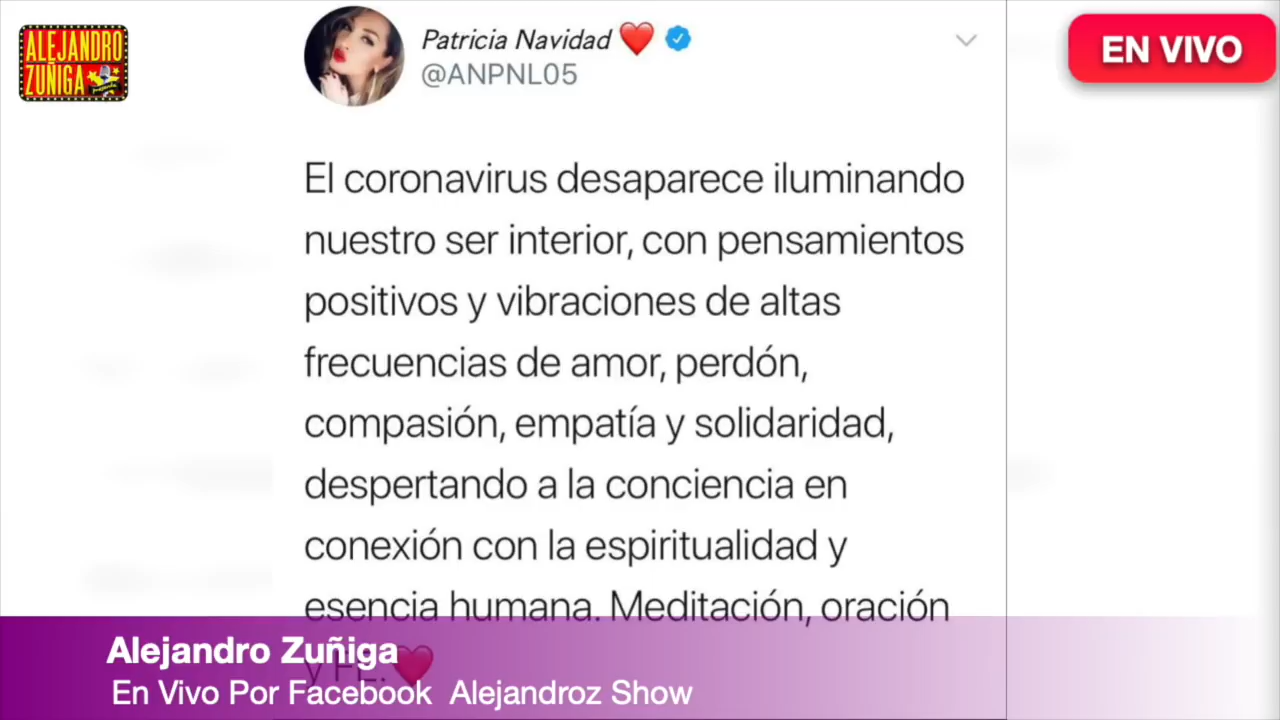 ALEJANDRO
ZUÑIGA
Patricia Navidad ❤️
@ANPNL05
EN VIVO
El coronavirus desaparece iluminando
nuestro ser interior, con pensamientos
positivos y vibraciones de altas
frecuencias de amor, perdón,
compasión, empatía y solidaridad,
despertando a la conciencia en
conexión con la espiritualidad y
esencia humana. Meditación, oración
y FE. ❤️
Alejandro Zuñiga
En Vivo Por Facebook Alejandroz Show